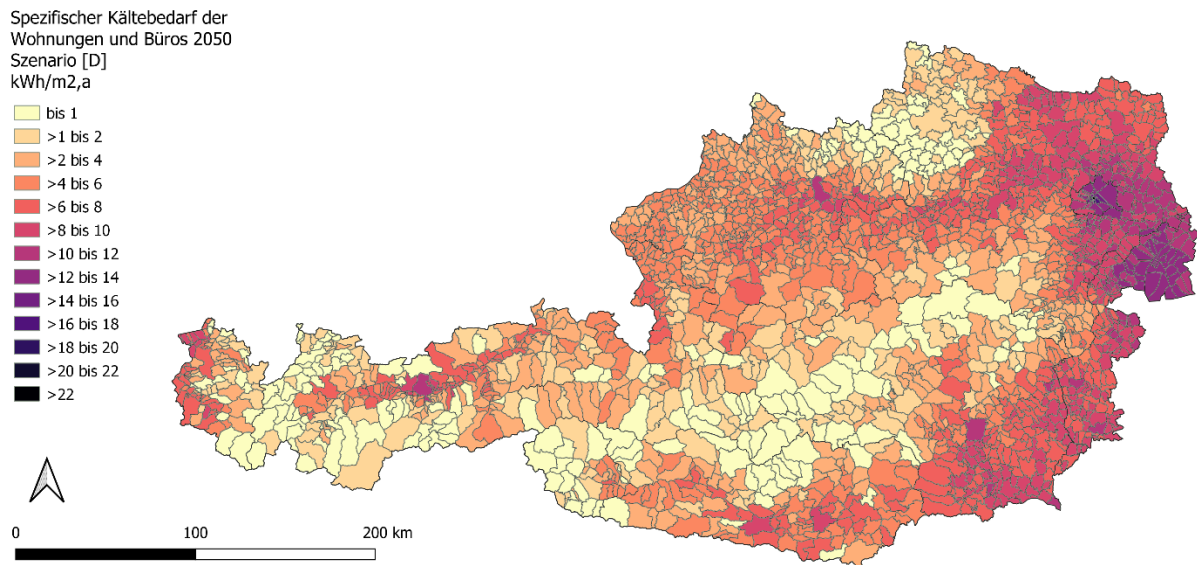 Spezifischer Kältebedarf der
Wohnungen und Büros 2050
Szenario [D]
kWh/m2,a
bis 1
>1 bis 2
>2 bis 4
>4 bis 6
>6 bis 8
>8 bis 10
>10 bis 12
>12 bis 14
>14 bis 16
>16 bis 18
>18 bis 20
>20 bis 22
>22
0 100 200 km